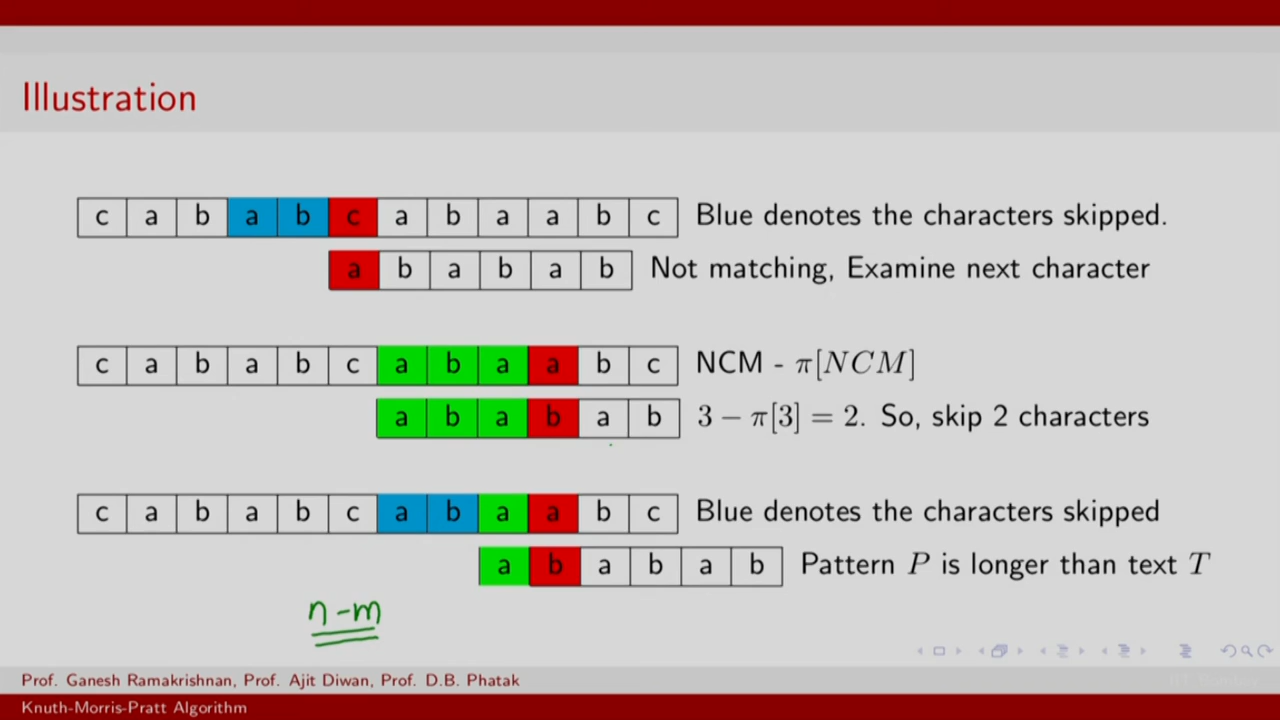 Illustration
c a b a b c a b a a b c Blue denotes the characters skipped.
a b a b a b Not matching, Examine next character
c a b a b c a b a a b c NCM - π[NCM]
a b a b a b 3 − π[3] = 2. So, skip 2 characters
c a b a b c a b a a b c Blue denotes the characters skipped
a b a b a b Pattern P is longer than text T
n-m
Prof. Ganesh Ramakrishnan, Prof. Ajit Diwan, Prof. D.B. Phatak
Knuth-Morris-Pratt Algorithm